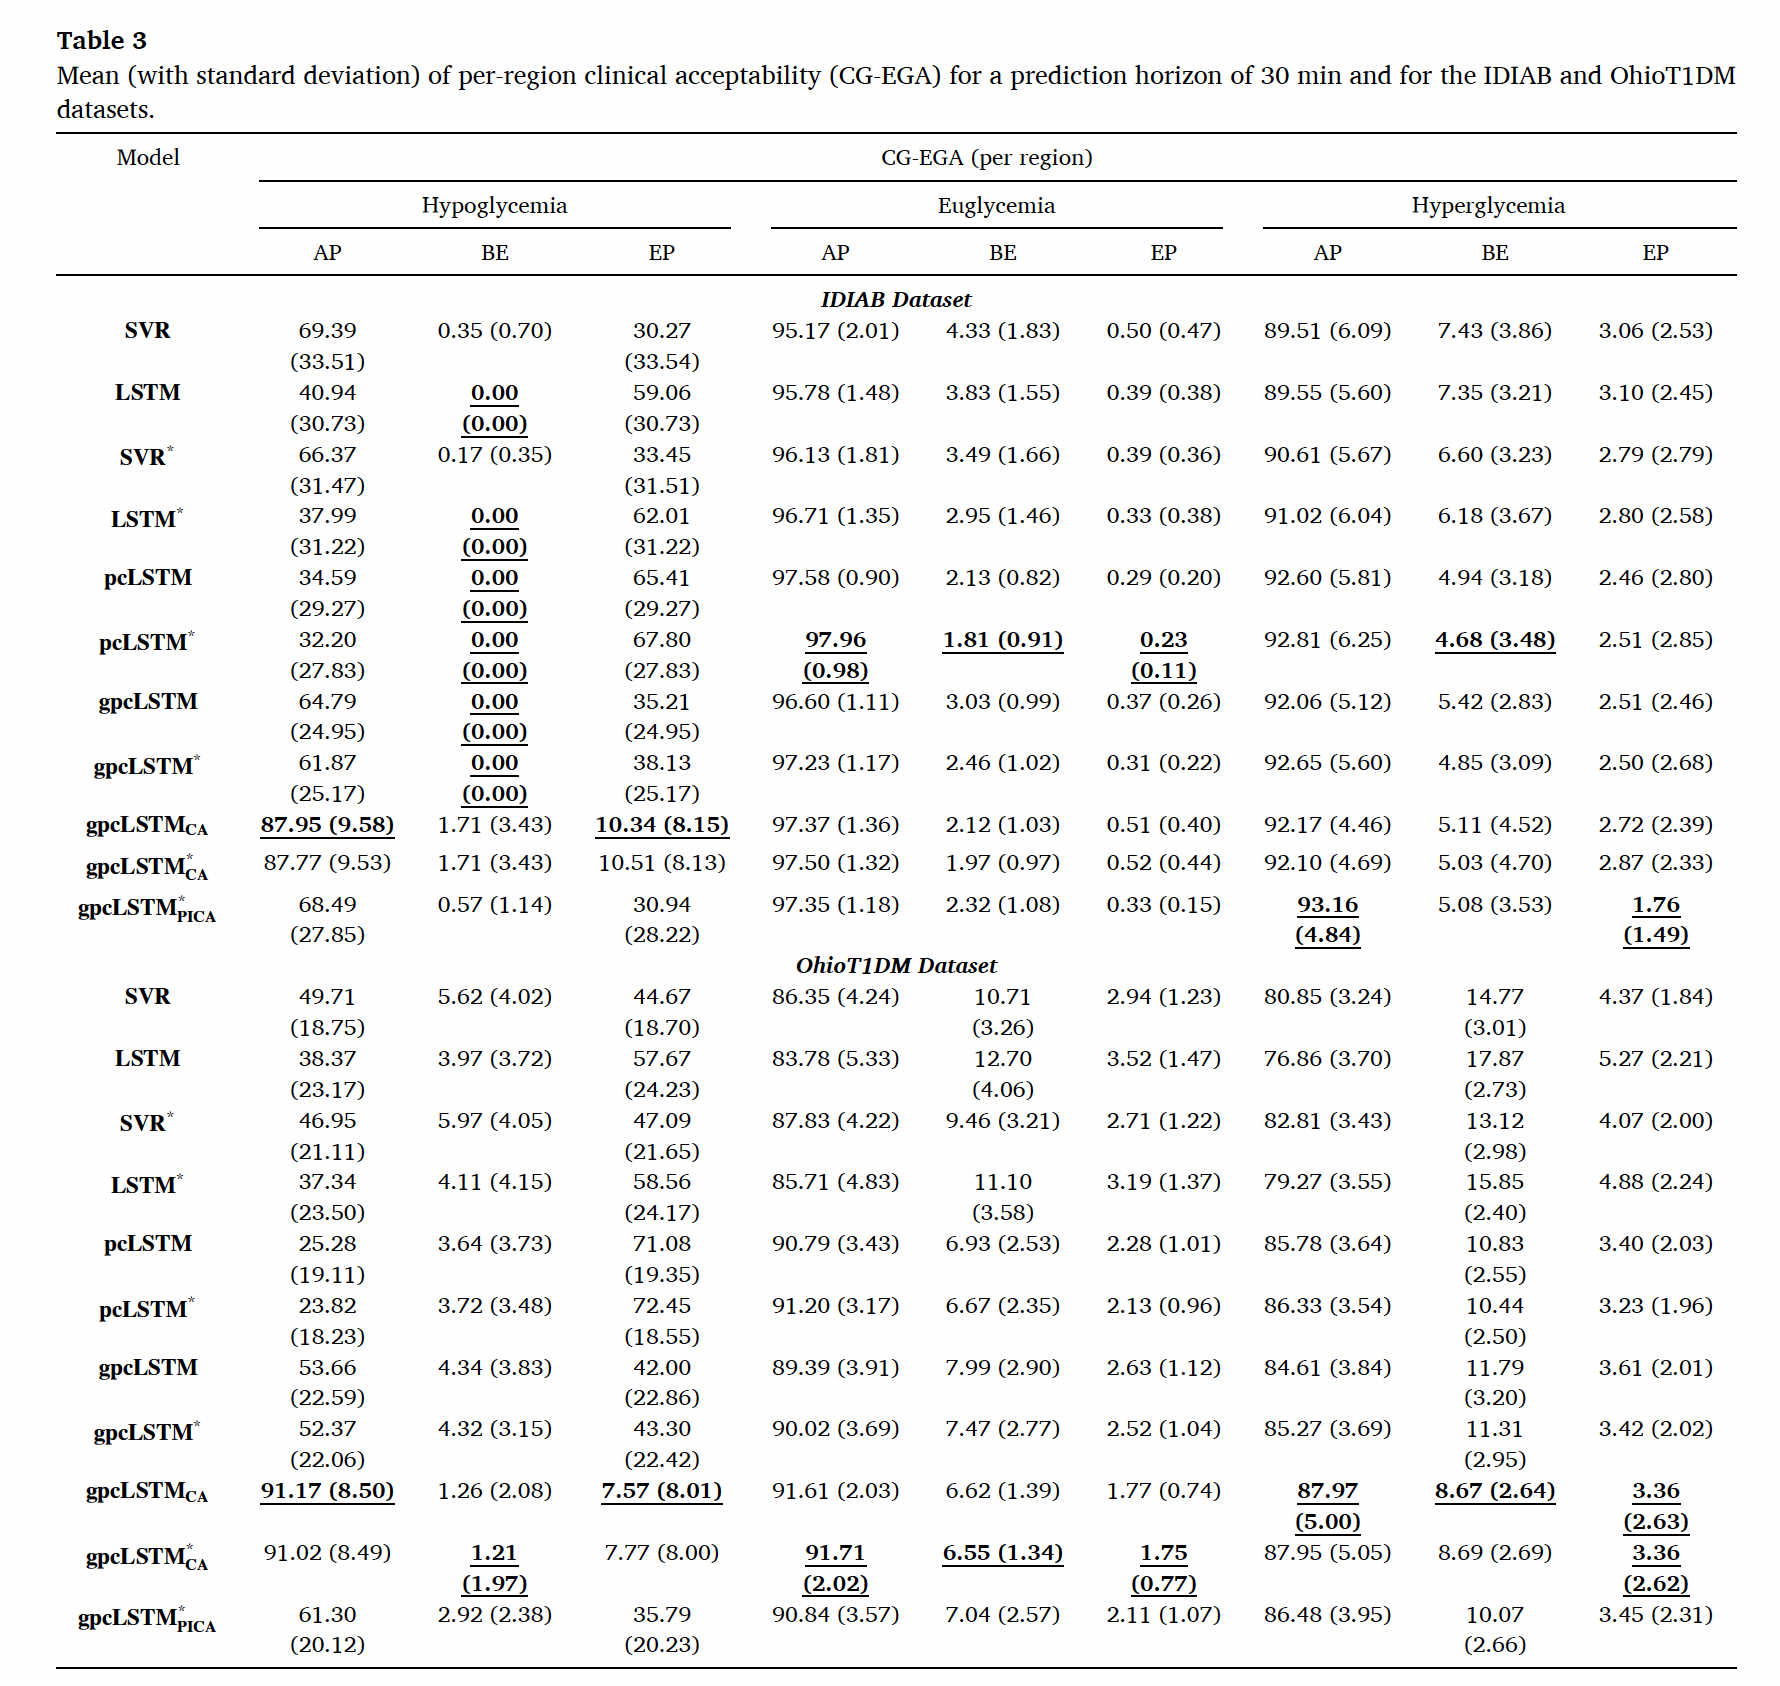 Table 3
Mean (with standard deviation) of per-region clinical acceptability (CG-EGA) for a prediction horizon of 30 min and for the IDIAB and OhioT1DM
datasets.
Model CG-EGA (per region)
Hypoglycemia Euglycemia Hyperglycemia
AP BE EP AP BE EP AP BE EP
IDIAB Dataset
SVR 69.39 0.35 (0.70) 30.27 95.17 (2.01) 4.33 (1.83) 0.50 (0.47) 89.51 (6.09) 7.43 (3.86) 3.06 (2.53)
(33.51) (33.54)
LSTM 40.94 0.00 59.06 95.78 (1.48) 3.83 (1.55) 0.39 (0.38) 89.55 (5.60) 7.35 (3.21) 3.10 (2.45)
(30.73) (0.00) (30.73)
SVR* 66.37 0.17 (0.35) 33.45 96.13 (1.81) 3.49 (1.66) 0.39 (0.36) 90.61 (5.67) 6.60 (3.23) 2.79 (2.79)
(31.47) (31.51)
LSTM* 37.99 0.00 62.01 96.71 (1.35) 2.95 (1.46) 0.33 (0.38) 91.02 (6.04) 6.18 (3.67) 2.80 (2.58)
(31.22) (0.00) (31.22)
pcLSTM 34.59 0.00 65.41 97.58 (0.90) 2.13 (0.82) 0.29 (0.20) 92.60 (5.81) 4.94 (3.18) 2.46 (2.80)
(29.27) (0.00) (29.27)
pcLSTM* 32.20 0.00 67.80 97.96 1.81 (0.91) 0.23 92.81 (6.25) 4.68 (3.48) 2.51 (2.85)
(27.83) (0.00) (27.83) (0.98) (0.11)
gpcLSTM 64.79 0.00 35.21 96.60 (1.11) 3.03 (0.99) 0.37 (0.26) 92.06 (5.12) 5.42 (2.83) 2.51 (2.46)
(24.95) (0.00) (24.95)
gpcLSTM* 61.87 0.00 38.13 97.23 (1.17) 2.46 (1.02) 0.31 (0.22) 92.65 (5.60) 4.85 (3.09) 2.50 (2.68)
(25.17) (0.00) (25.17)
gpcLSTMCA 87.95 (9.58) 1.71 (3.43) 10.34 (8.15) 97.37 (1.36) 2.12 (1.03) 0.51 (0.40) 92.17 (4.46) 5.11 (4.52) 2.72 (2.39)
gpcLSTM*CA 87.77 (9.53) 1.71 (3.43) 10.51 (8.13) 97.50 (1.32) 1.97 (0.97) 0.52 (0.44) 92.10 (4.69) 5.03 (4.70) 2.87 (2.33)
gpcLSTM*PICA 68.49 0.57 (1.14) 30.94 97.35 (1.18) 2.32 (1.08) 0.33 (0.15) 93.16 5.08 (3.53) 1.76
(27.85) (28.22) (4.84) (1.49)
OhioT1DM Dataset
SVR 49.71 5.62 (4.02) 44.67 86.35 (4.24) 10.71 2.94 (1.23) 80.85 (3.24) 14.77 4.37 (1.84)
(18.75) (18.70) (3.26) (3.01)
LSTM 38.37 3.97 (3.72) 57.67 83.78 (5.33) 12.70 3.52 (1.47) 76.86 (3.70) 17.87 5.27 (2.21)
(23.17) (24.23) (4.06) (2.73)
SVR* 46.95 5.97 (4.05) 47.09 87.83 (4.22) 9.46 (3.21) 2.71 (1.22) 82.81 (3.43) 13.12 4.07 (2.00)
(21.11) (21.65) (2.98)
LSTM* 37.34 4.11 (4.15) 58.56 85.71 (4.83) 11.10 3.19 (1.37) 79.27 (3.55) 15.85 4.88 (2.24)
(23.50) (24.17) (3.58) (2.40)
pcLSTM 25.28 3.64 (3.73) 71.08 90.79 (3.43) 6.93 (2.53) 2.28 (1.01) 85.78 (3.64) 10.83 3.40 (2.03)
(19.11) (19.35) (2.55)
pcLSTM* 23.82 3.72 (3.48) 72.45 91.20 (3.17) 6.67 (2.35) 2.13 (0.96) 86.33 (3.54) 10.44 3.23 (1.96)
(18.23) (18.55) (2.50)
gpcLSTM 53.66 4.34 (3.83) 42.00 89.39 (3.91) 7.99 (2.90) 2.63 (1.12) 84.61 (3.84) 11.79 3.61 (2.01)
(22.59) (22.86) (3.20)
gpcLSTM* 52.37 4.32 (3.15) 43.30 90.02 (3.69) 7.47 (2.77) 2.52 (1.04) 85.27 (3.69) 11.31 3.42 (2.02)
(22.06) (22.42) (2.95)
gpcLSTMCA 91.17 (8.50) 1.26 (2.08) 7.57 (8.01) 91.61 (2.03) 6.62 (1.39) 1.77 (0.74) 87.97 8.67 (2.64) 3.36
(5.00) (2.63)
gpcLSTM*CA 91.02 (8.49) 1.21 7.77 (8.00) 91.71 6.55 (1.34) 1.75 87.95 (5.05) 8.69 (2.69) 3.36
(1.97) (2.02) (0.77) (2.62)
gpcLSTM*PICA 61.30 2.92 (2.38) 35.79 90.84 (3.57) 7.04 (2.57) 2.11 (1.07) 86.48 (3.95) 10.07 3.45 (2.31)
(20.12) (20.23) (2.66)